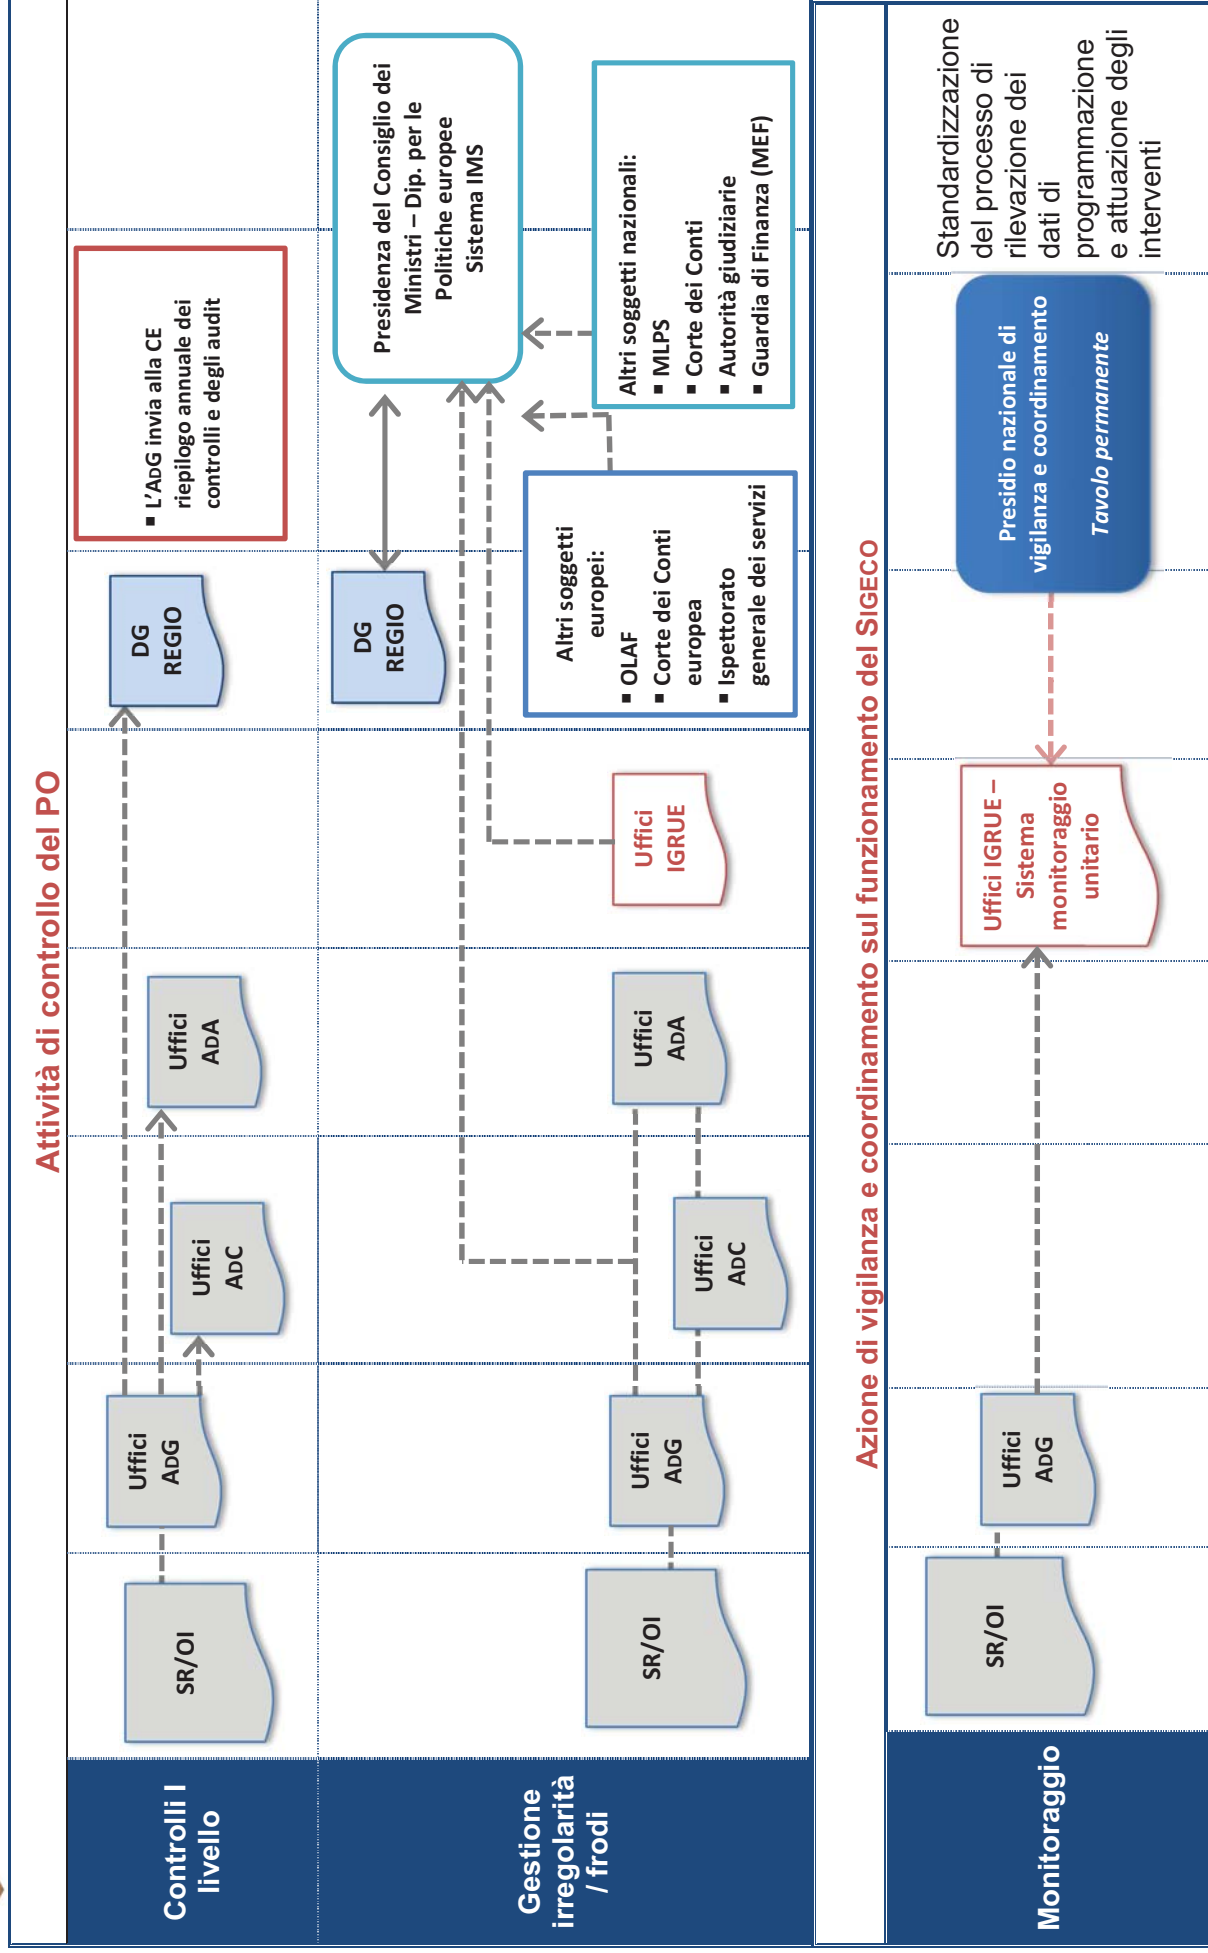 Attività di controllo del PO
Controlli I
livello
SR/OI
Uffici
ADG
Uffici
ADC
Uffici
ADA
DG
REGIO
▪ L'ADG invia alla CE
riepilogo annuale dei
controlli e degli audit
Gestione
irregolarità
/ frodi
SR/OI
Uffici
ADG
Uffici
ADC
Uffici
ADA
Uffici
IGRUE
DG
REGIO
Altri soggetti
europei:
▪ OLAF
▪ Corte dei Conti
europea
▪ Ispettorato
generale dei servizi
Presidenza del Consiglio dei
Ministri – Dip. per le
Politiche europee
Sistema IMS
Altri soggetti nazionali:
▪ MLPS
▪ Corte dei Conti
▪ Autorità giudiziarie
▪ Guardia di Finanza (MEF)
Azione di vigilanza e coordinamento sul funzionamento del SIGECO
Monitoraggio
SR/OI
Uffici
ADG
Uffici IGRUE –
Sistema
monitoraggio
unitario
Presidio nazionale di
vigilanza e coordinamento
Tavolo permanente
Standardizzazione
del processo di
rilevazione dei
dati di
programmazione
e attuazione degli
interventi